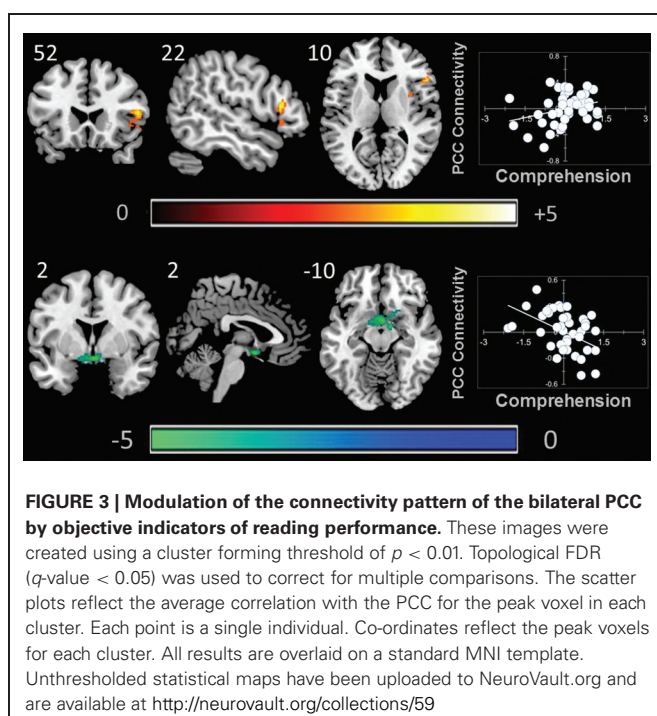 52 22 10
0.8
PCC Connectivity
-3 -1.5 1.5 3
-0.8
Comprehension
0 +5
2 2 -10
0.6
PCC Connectivity
-3 -1.5 1.5 3
-0.6
Comprehension
-5 0
FIGURE 3 | Modulation of the connectivity pattern of the bilateral PCC
by objective indicators of reading performance. These images were
created using a cluster forming threshold of p < 0.01. Topological FDR
(q-value < 0.05) was used to correct for multiple comparisons. The scatter
plots reflect the average correlation with the PCC for the peak voxel in each
cluster. Each point is a single individual. Co-ordinates reflect the peak voxels
for each cluster. All results are overlaid on a standard MNI template.
Unthresholded statistical maps have been uploaded to NeuroVault.org and
are available at http://neurovault.org/collections/59